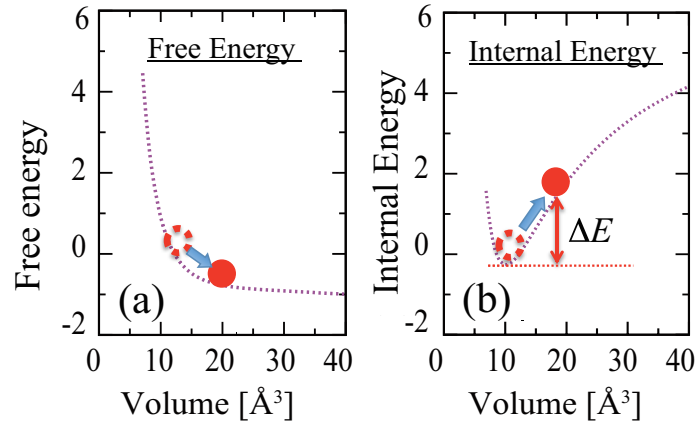 Free Energy
Free energy
6
4
2
0
-2
(a)
0 10 20 30 40
Volume [Å³]
Internal Energy
Internal Energy
6
4
2
0
-2
ΔE
(b)
0 10 20 30 40
Volume [Å³]